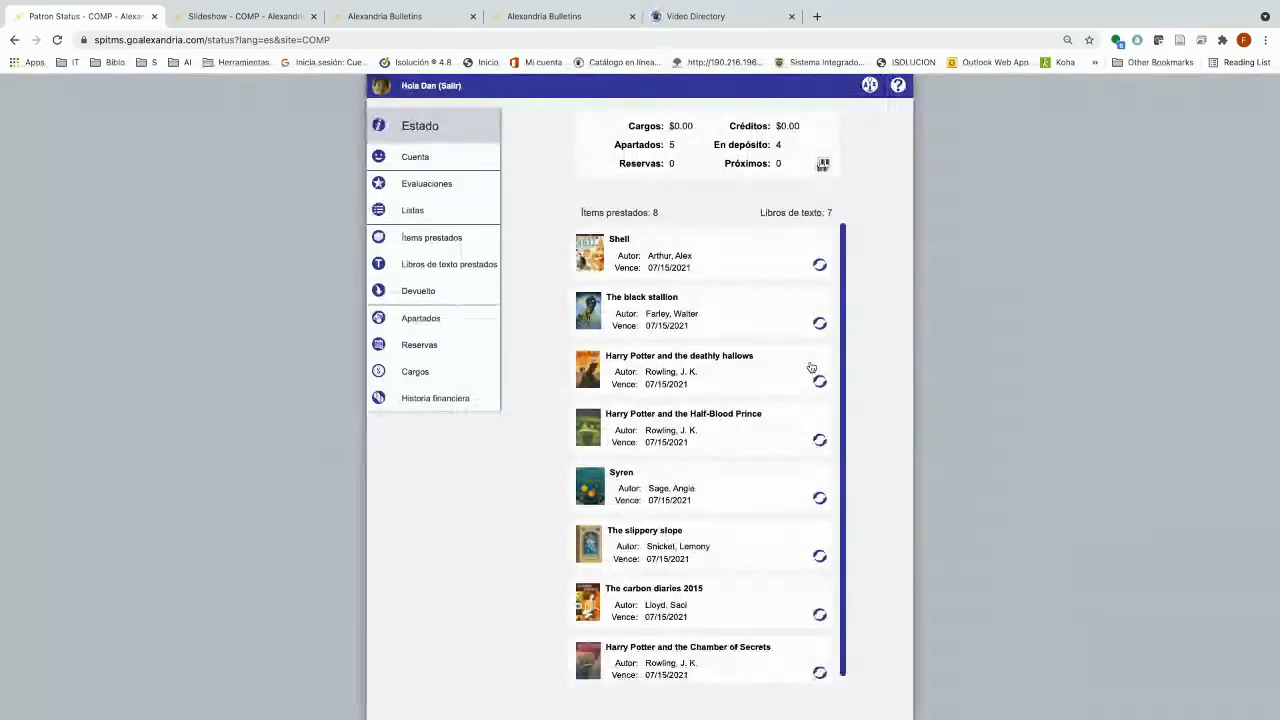 Patron Status - COMP - Alexan
Slideshow - COMP - Alexandri
Alexandria Bulletins
Alexandria Bulletins
Video Directory
spitms.goalexandria.com/status?lang=es&site=COMP
F
Apps
IT
Biblo
S
AI
Herramientas
Inicia sesión: Cue...
Isolución ® 4.8
Inicio
Mi cuenta
Catálogo en línea...
http://190.216.196...
Sistema Integrado...
ISOLUCION
Outlook Web App
Koha
Other Bookmarks
Reading List
Hola Dan (Salir)
Estado
Cuenta
Evaluaciones
Listas
Ítems prestados
Libros de texto prestados
Devuelto
Apartados
Reservas
Cargos
Historia financiera
Cargos: $0.00 Créditos: $0.00
Apartados: 5 En depósito: 4
Reservas: 0 Próximos: 0
Ítems prestados: 8 Libros de texto: 7
Shell
Autor: Arthur, Alex
Vence: 07/15/2021
The black stallion
Autor: Farley, Walter
Vence: 07/15/2021
Harry Potter and the deathly hallows
Autor: Rowling, J. K.
Vence: 07/15/2021
Harry Potter and the Half-Blood Prince
Autor: Rowling, J. K.
Vence: 07/15/2021
Syren
Autor: Sage, Angie
Vence: 07/15/2021
The slippery slope
Autor: Snicket, Lemony
Vence: 07/15/2021
The carbon diaries 2015
Autor: Lloyd, Saci
Vence: 07/15/2021
Harry Potter and the Chamber of Secrets
Autor: Rowling, J. K.
Vence: 07/15/2021